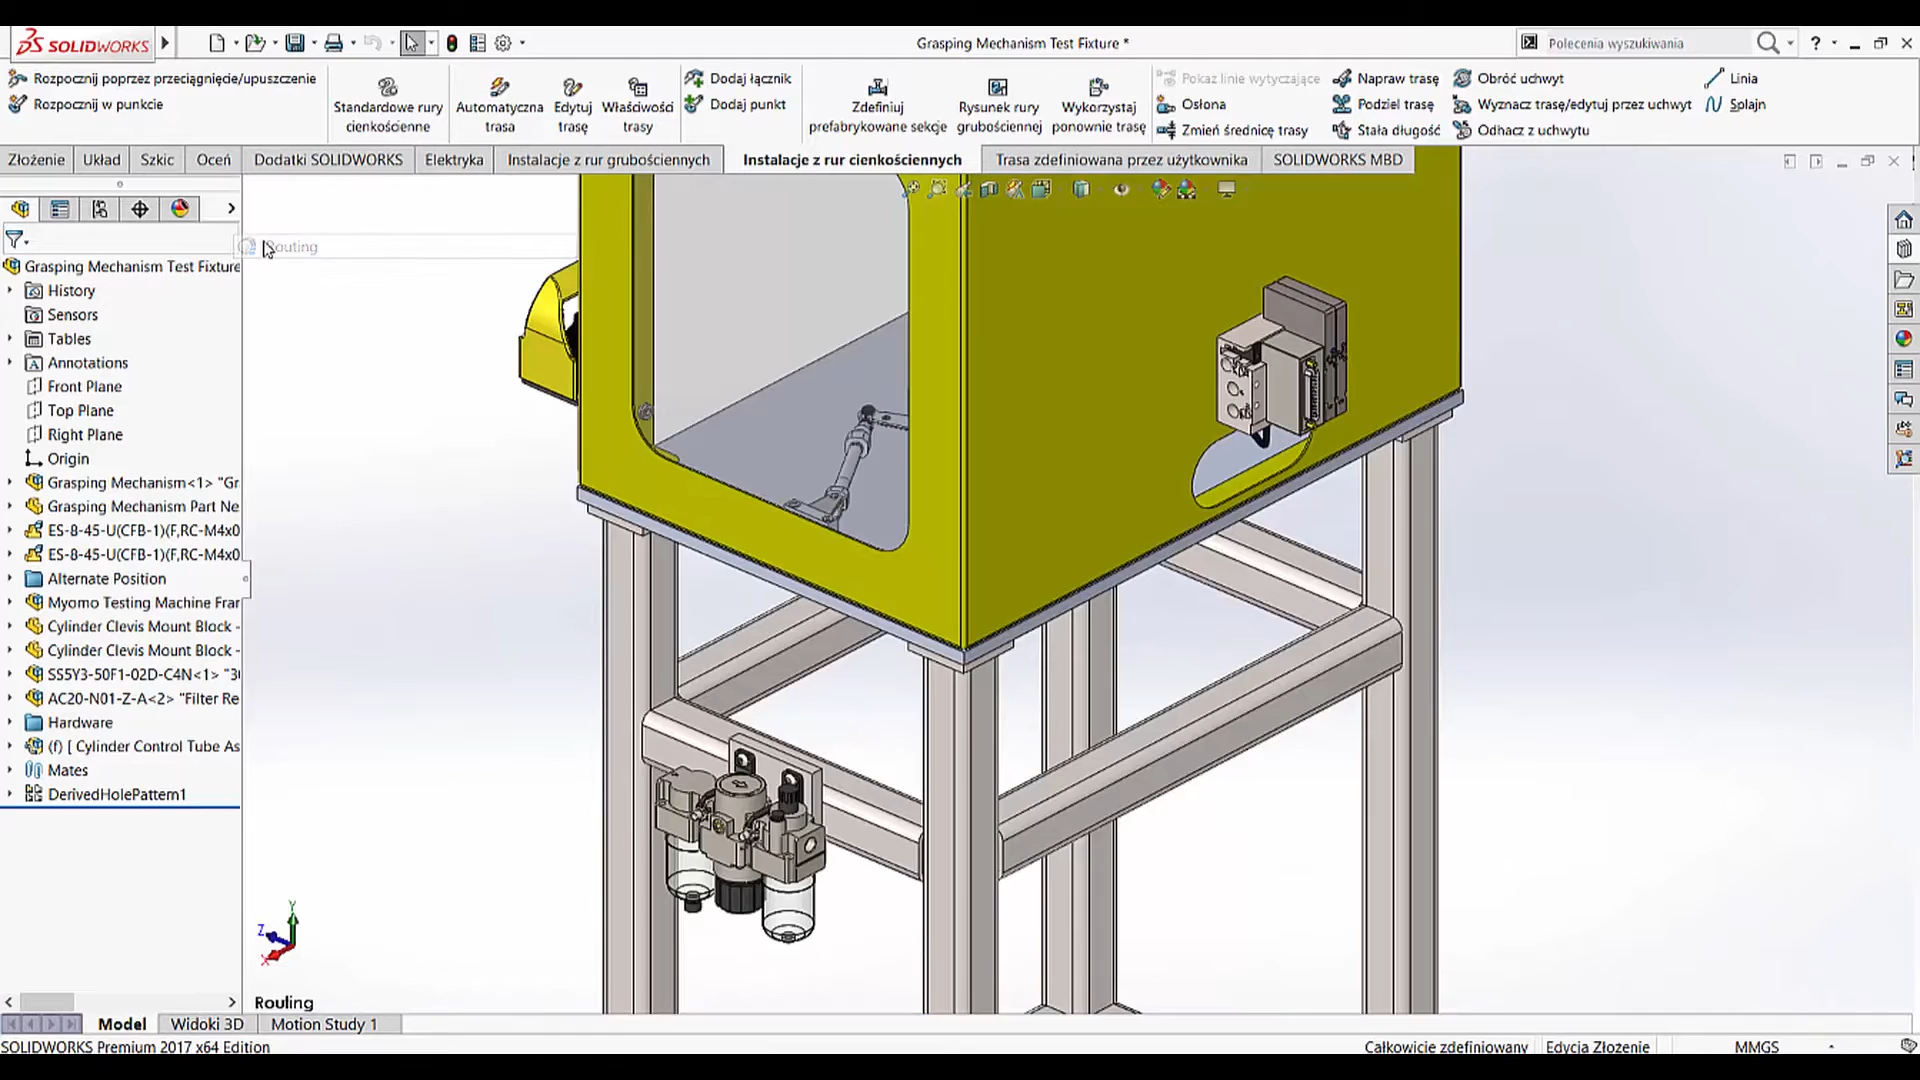 SOLIDWORKS
Grasping Mechanism Test Fixture *
Polecenia wyszukiwania
?
Rozpocznij poprzez przeciągnięcie/upuszczenie
Rozpocznij w punkcie
Standardowe rury
cienkościenne
Automatyczna
trasa
Edytuj
trasę
Właściwości
trasy
Dodaj łącznik
Dodaj punkt
Zdefiniuj
prefabrykowane sekcje
Rysunek rury
grubościennej
Wykorzystaj
ponownie trasę
Pokaż linie wytyczające
Osłona
Zmień średnicę trasy
Napraw trasę
Podziel trasę
Stała długość
Obróć uchwyt
Wyznacz trasę/edytuj przez uchwyt
Odhacz z uchwytu
Linia
Splajn
Złożenie
Układ
Szkic
Oceń
Dodatki SOLIDWORKS
Elektryka
Instalacje z rur grubościennych
Instalacje z rur cienkościennych
Trasa zdefiniowana przez użytkownika
SOLIDWORKS MBD
Routing
Grasping Mechanism Test Fixture
History
Sensors
Tables
Annotations
Front Plane
Top Plane
Right Plane
Origin
Grasping Mechanism<1> "Gr
Grasping Mechanism Part Ne
ES-8-45-U(CFB-1)(F,RC-M4x0
ES-8-45-U(CFB-1)(F,RC-M4x0
Alternate Position
Myomo Testing Machine Frar
Cylinder Clevis Mount Block -
Cylinder Clevis Mount Block -
SS5Y3-50F1-02D-C4N<1> "3
AC20-N01-Z-A<2> "Filter Re
Hardware
(f) [ Cylinder Control Tube As
Mates
DerivedHolePattern1
Y
Z
X
Routing
Model
Widoki 3D
Motion Study 1
SOLIDWORKS Premium 2017 x64 Edition
Całkowicie zdefiniowany
Edycja Złożenie
MMGS